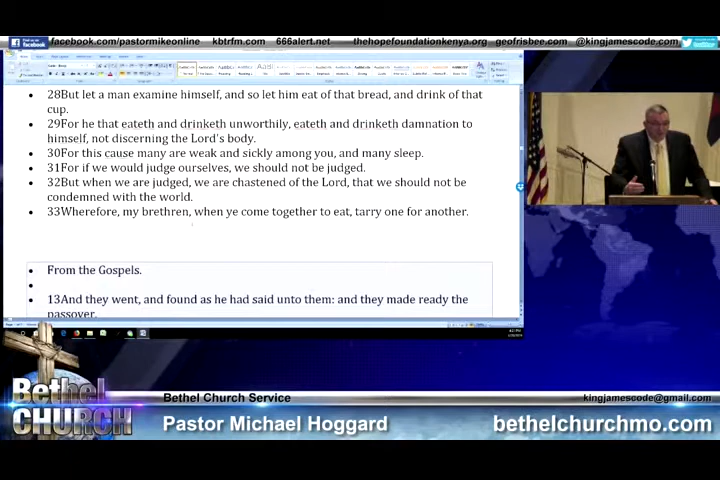 facebook.com/pastormikeonline kbtrfm.com 666alert.net thehopefoundationkenya.org geofrisbee.com @kingjamescode.com
28But let a man examine himself, and so let him eat of that bread, and drink of that
cup.
29For he that eateth and drinketh unworthily, eateth and drinketh damnation to
himself, not discerning the Lord's body.
30For this cause many are weak and sickly among you, and many sleep.
31For if we would judge ourselves, we should not be judged.
32But when we are judged, we are chastened of the Lord, that we should not be
condemned with the world.
33Wherefore, my brethren, when ye come together to eat, tarry one for another.
From the Gospels.
13And they went, and found as he had said unto them: and they made ready the
passover.
Bethel
CHURCH
Bethel Church Service kingjamescode@gmail.com
Pastor Michael Hoggard bethelchurchmo.com